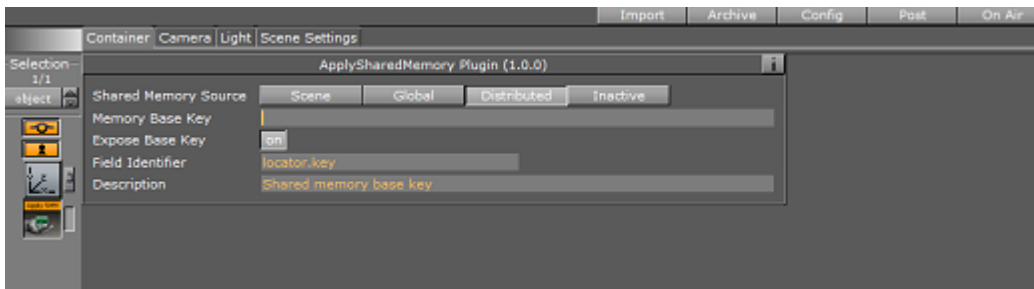 Import Archive Config Post On Air
Container Camera Light Scene Settings
Selection
1/1
object
ApplySharedMemory Plugin (1.0.0) i
Shared Memory Source Scene Global Distributed Inactive
Memory Base Key
Expose Base Key on
Field Identifier locator.key
Description Shared memory base key